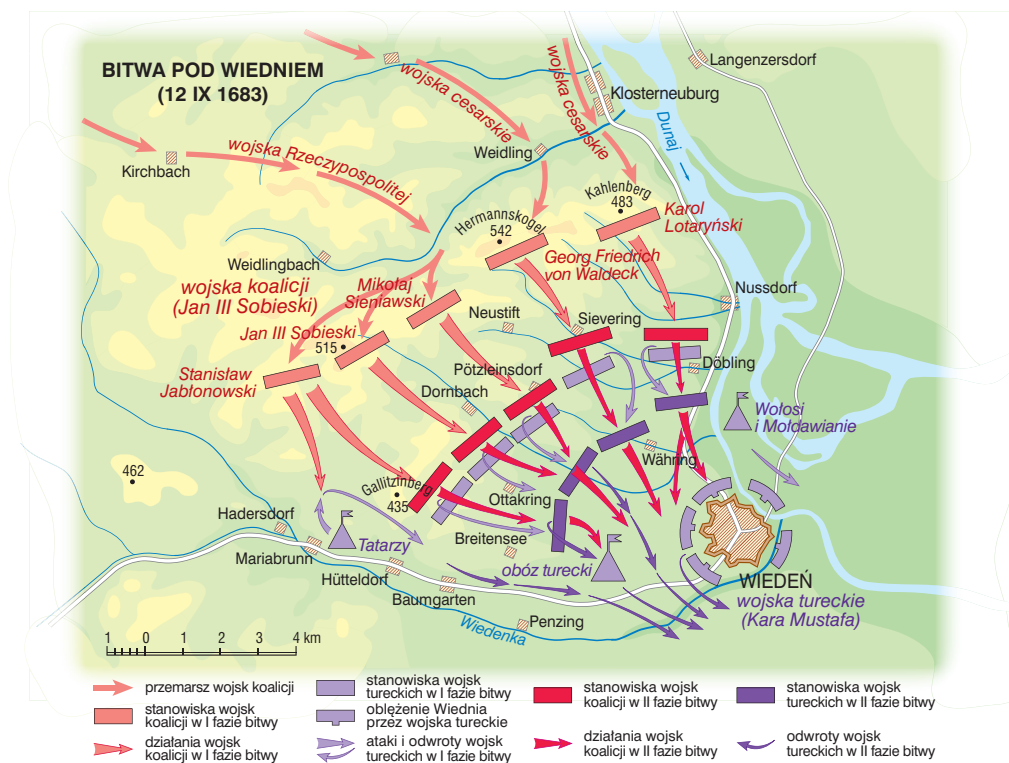 BITWA POD WIEDNIEM
(12 IX 1683)
wojska cesarskie
wojska cesarskie
Langenzersdorf
Klosterneuburg
Dunaj
Kirchbach
wojska Rzeczypospolitej
Weidling
Kahlenberg
483
Karol
Lotaryński
Hermannskogel
542
Georg Friedrich
von Waldeck
Weidlingbach
wojska koalicji
(Jan III Sobieski)
Mikołaj
Sieniawski
Nussdorf
Neustift
Sievering
Jan III Sobieski
515
Döbling
Stanisław
Jabłonowski
Pötzleinsdorf
Dornbach
Wołosi
i Mołdawianie
Währing
462
Gallitzinberg
435
Ottakring
Hadersdorf
Mariabrunn
Tatarzy
Breitensee
obóz turecki
Hütteldorf
WIEDEŃ
wojska tureckie
(Kara Mustafa)
Baumgarten
Penzing
Wiedenka
1 0 1 2 3 4 km
przemarsz wojsk koalicji
stanowiska wojsk
koalicji w I fazie bitwy
działania wojsk
koalicji w I fazie bitwy
stanowiska wojsk
tureckich w I fazie bitwy
oblężenie Wiednia
przez wojska tureckie
ataki i odwroty wojsk
tureckich w I fazie bitwy
stanowiska wojsk
koalicji w II fazie bitwy
działania wojsk
koalicji w II fazie bitwy
stanowiska wojsk
tureckich w II fazie bitwy
odwroty wojsk
tureckich w II fazie bitwy